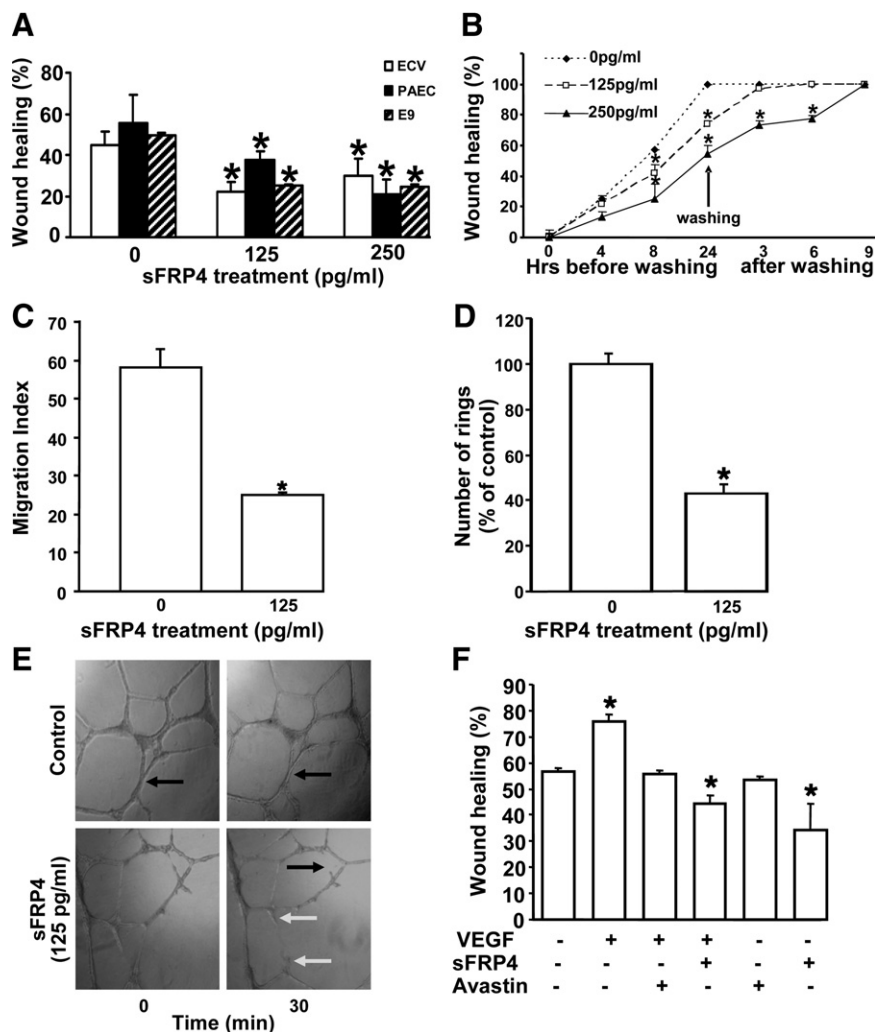 A
Wound healing (%)
80
60
40
20
0
ECV
PAEC
E9
* * *
* * *
0 125 250
sFRP4 treatment (pg/ml)
B
Wound healing (%)
100
80
60
40
20
0
0pg/ml
125pg/ml
250pg/ml
* * * * * *
washing
0 4 8 24 3 6 9
Hrs before washing after washing
C
Migration Index
70
60
50
40
30
20
10
0
*
0 125
sFRP4 treatment (pg/ml)
D
Number of rings
(% of control)
120
100
80
60
40
20
0
*
0 125
sFRP4 treatment (pg/ml)
E
Control
sFRP4
(125 pg/ml)
0 30
Time (min)
F
Wound healing (%)
90
80
70
60
50
40
30
20
10
0
* * *
VEGF - + + + - -
sFRP4 - - - + - +
Avastin - - + - + -